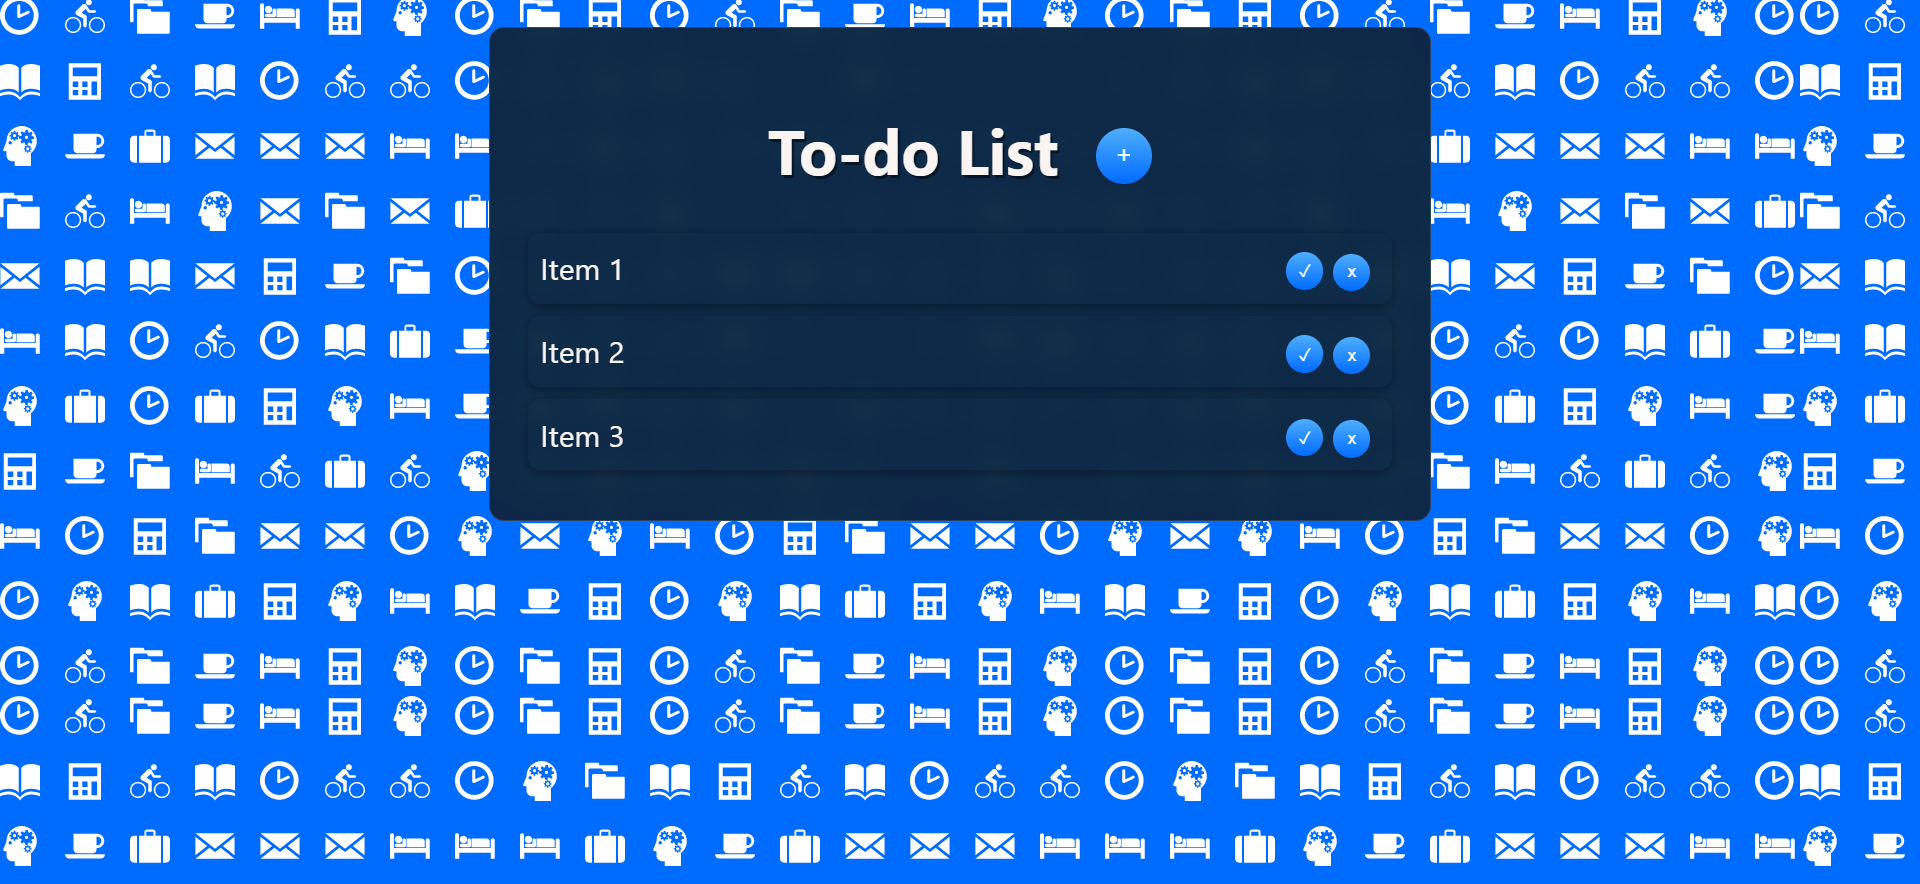 To-do List +
Item 1 ✓ x
Item 2 ✓ x
Item 3 ✓ x